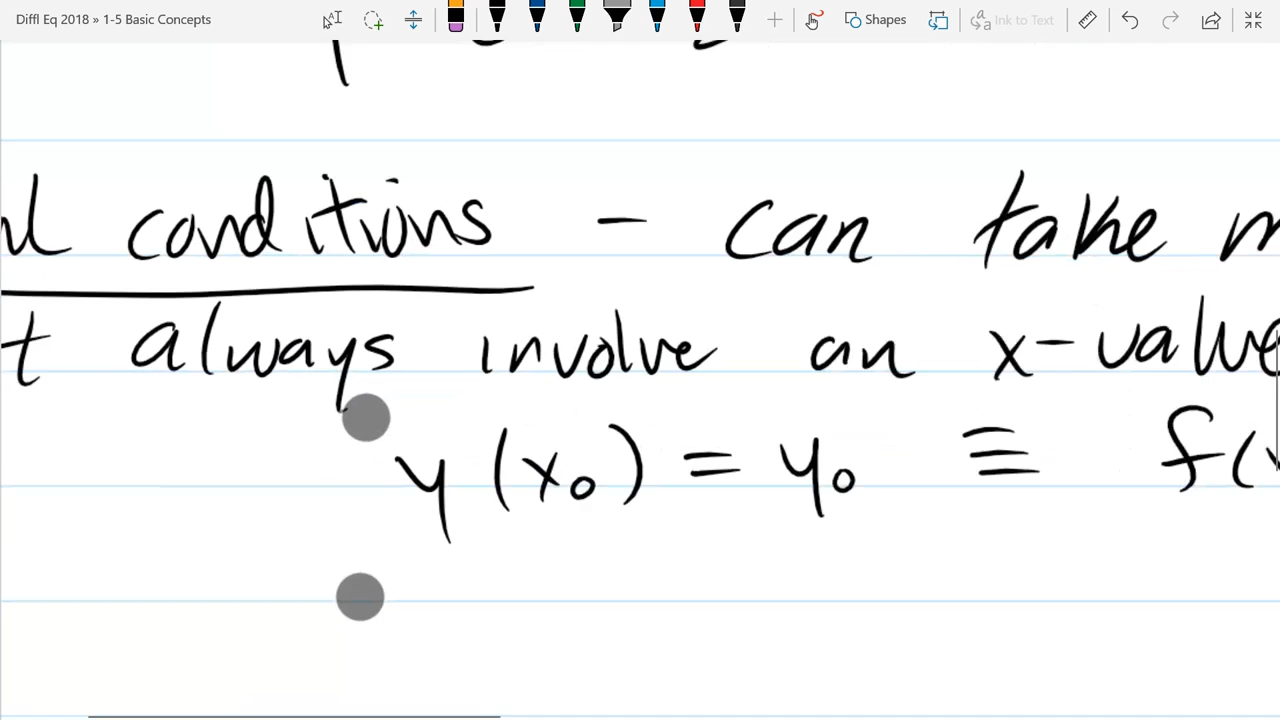 Diffl Eq 2018 » 1-5 Basic Concepts
Shapes
Ink to Text
conditions - can take
always involve an x-value
y(x₀) = y₀ ≡ f(